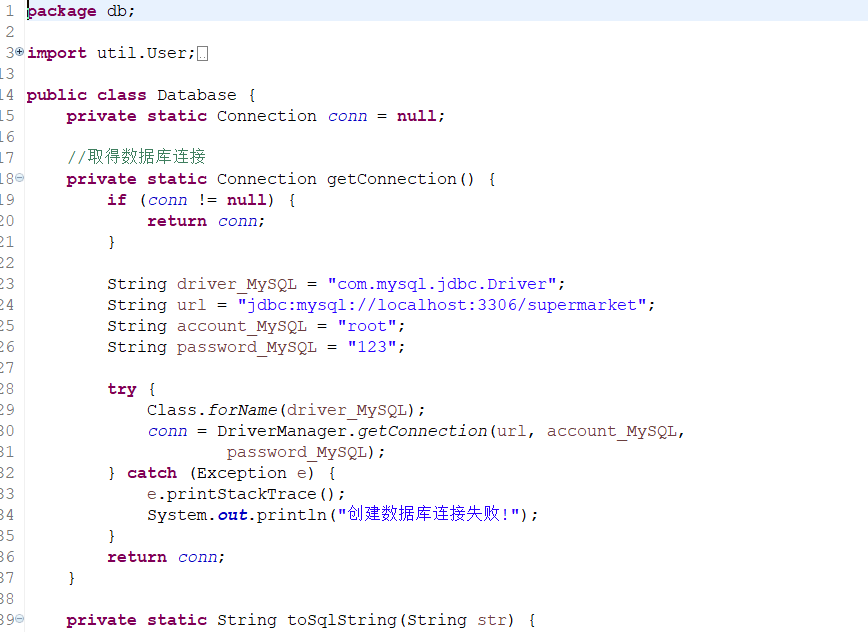 1 package db;
2
3 import util.User;
13
14 public class Database {
15 private static Connection conn = null;
16
17 //取得数据库连接
18 private static Connection getConnection() {
19 if (conn != null) {
20 return conn;
21 }
22
23 String driver_MySQL = "com.mysql.jdbc.Driver";
24 String url = "jdbc:mysql://localhost:3306/supermarket";
25 String account_MySQL = "root";
26 String password_MySQL = "123";
27
28 try {
29 Class.forName(driver_MySQL);
30 conn = DriverManager.getConnection(url, account_MySQL,
31 password_MySQL);
32 } catch (Exception e) {
33 e.printStackTrace();
34 System.out.println("创建数据库连接失败!");
35 }
36 return conn;
37 }
38
39 private static String toSqlString(String str) {